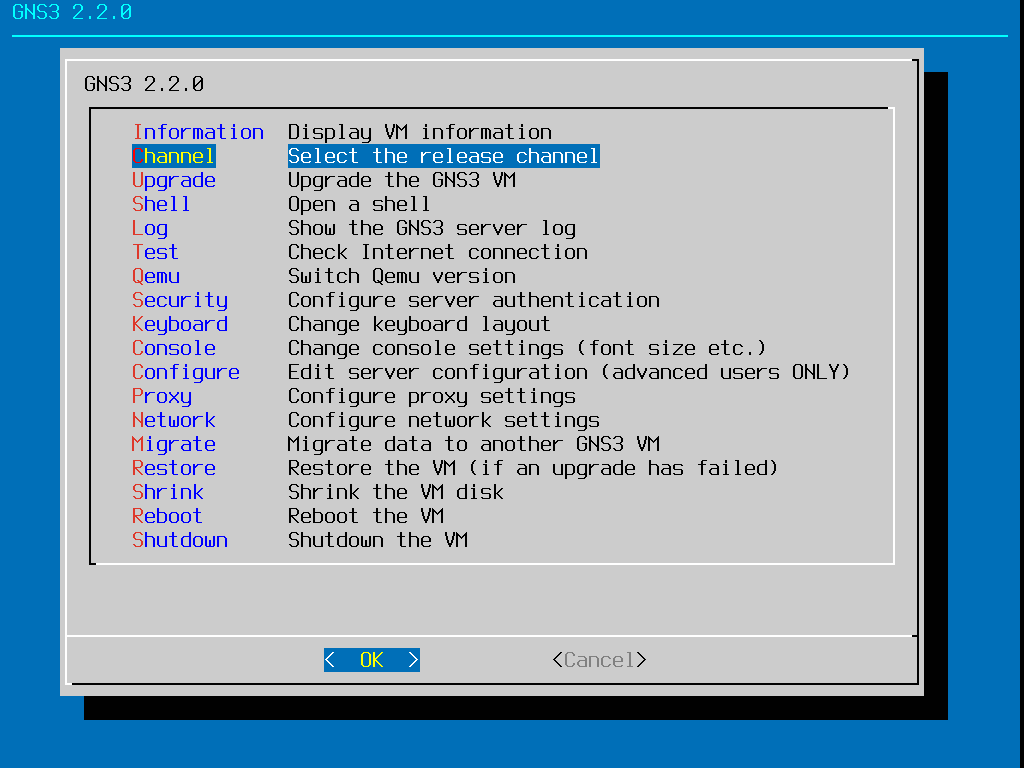 GNS3 2.2.0
GNS3 2.2.0
Information Display VM information
Channel Select the release channel
Upgrade Upgrade the GNS3 VM
Shell Open a shell
Log Show the GNS3 server log
Test Check Internet connection
Qemu Switch Qemu version
Security Configure server authentication
Keyboard Change keyboard layout
Console Change console settings (font size etc.)
Configure Edit server configuration (advanced users ONLY)
Proxy Configure proxy settings
Network Configure network settings
Migrate Migrate data to another GNS3 VM
Restore Restore the VM (if an upgrade has failed)
Shrink Shrink the VM disk
Reboot Reboot the VM
Shutdown Shutdown the VM
< OK > <Cancel>